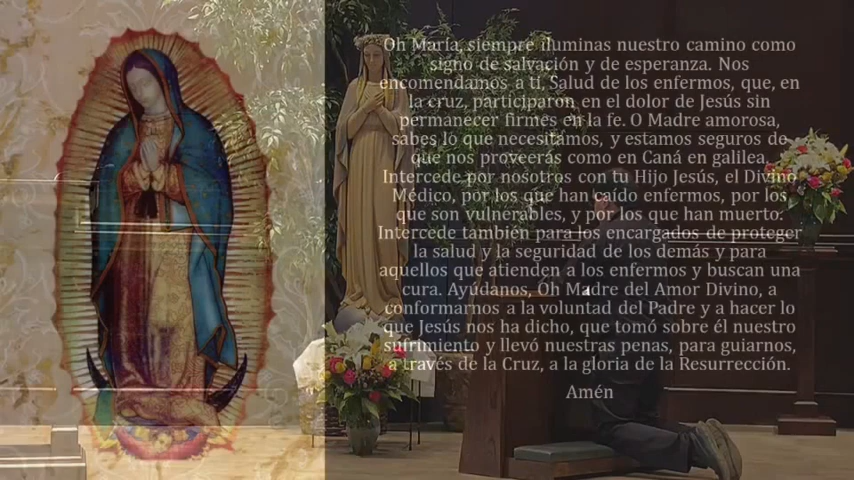 Oh María, siempre iluminas nuestro camino como
signo de salvación y de esperanza. Nos
encomendamos a ti, Salud de los enfermos, que, en
la cruz, participaron en el dolor de Jesús sin
permanecer firmes en la fe. O Madre amorosa,
sabes lo que necesitamos, y estamos seguros de
que nos proveerás como en Caná en galilea.
Intercede por nosotros con tu Hijo Jesús, el Divino
Médico, por los que han caído enfermos, por los
que son vulnerables, y por los que han muerto.
Intercede también para los encargados de proteger
la salud y la seguridad de los demás y para
aquellos que atienden a los enfermos y buscan una
cura. Ayúdanos, Óh Madre del Amor Divino, a
conformarnos a la voluntad del Padre y a hacer lo
que Jesús nos ha dicho, que tomó sobre él nuestro
sufrimiento y llevó nuestras penas, para guiarnos,
a través de la Cruz, a la gloria de la Resurrección.
Amén